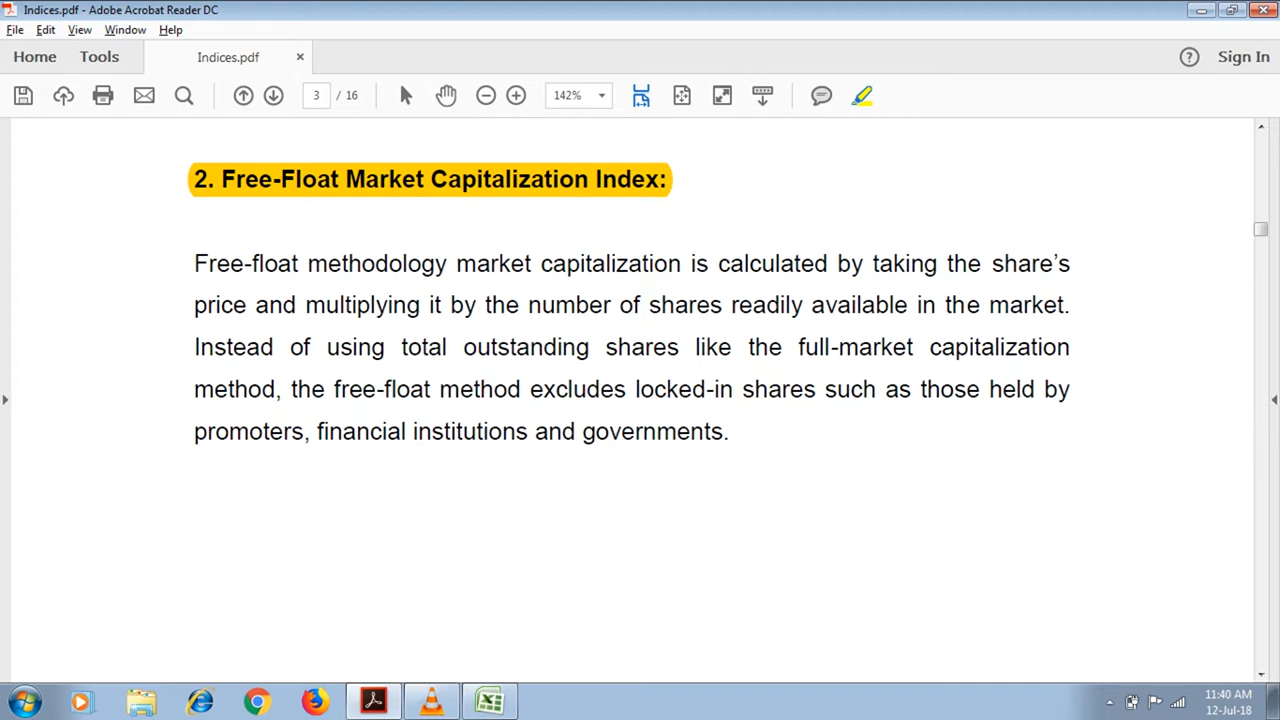 Indices.pdf - Adobe Acrobat Reader DC
File Edit View Window Help
Home Tools Indices.pdf × Sign In
3 / 16 142%
2. Free-Float Market Capitalization Index:
Free-float methodology market capitalization is calculated by taking the share’s
price and multiplying it by the number of shares readily available in the market.
Instead of using total outstanding shares like the full-market capitalization
method, the free-float method excludes locked-in shares such as those held by
promoters, financial institutions and governments.
11:40 AM
12-Jul-18